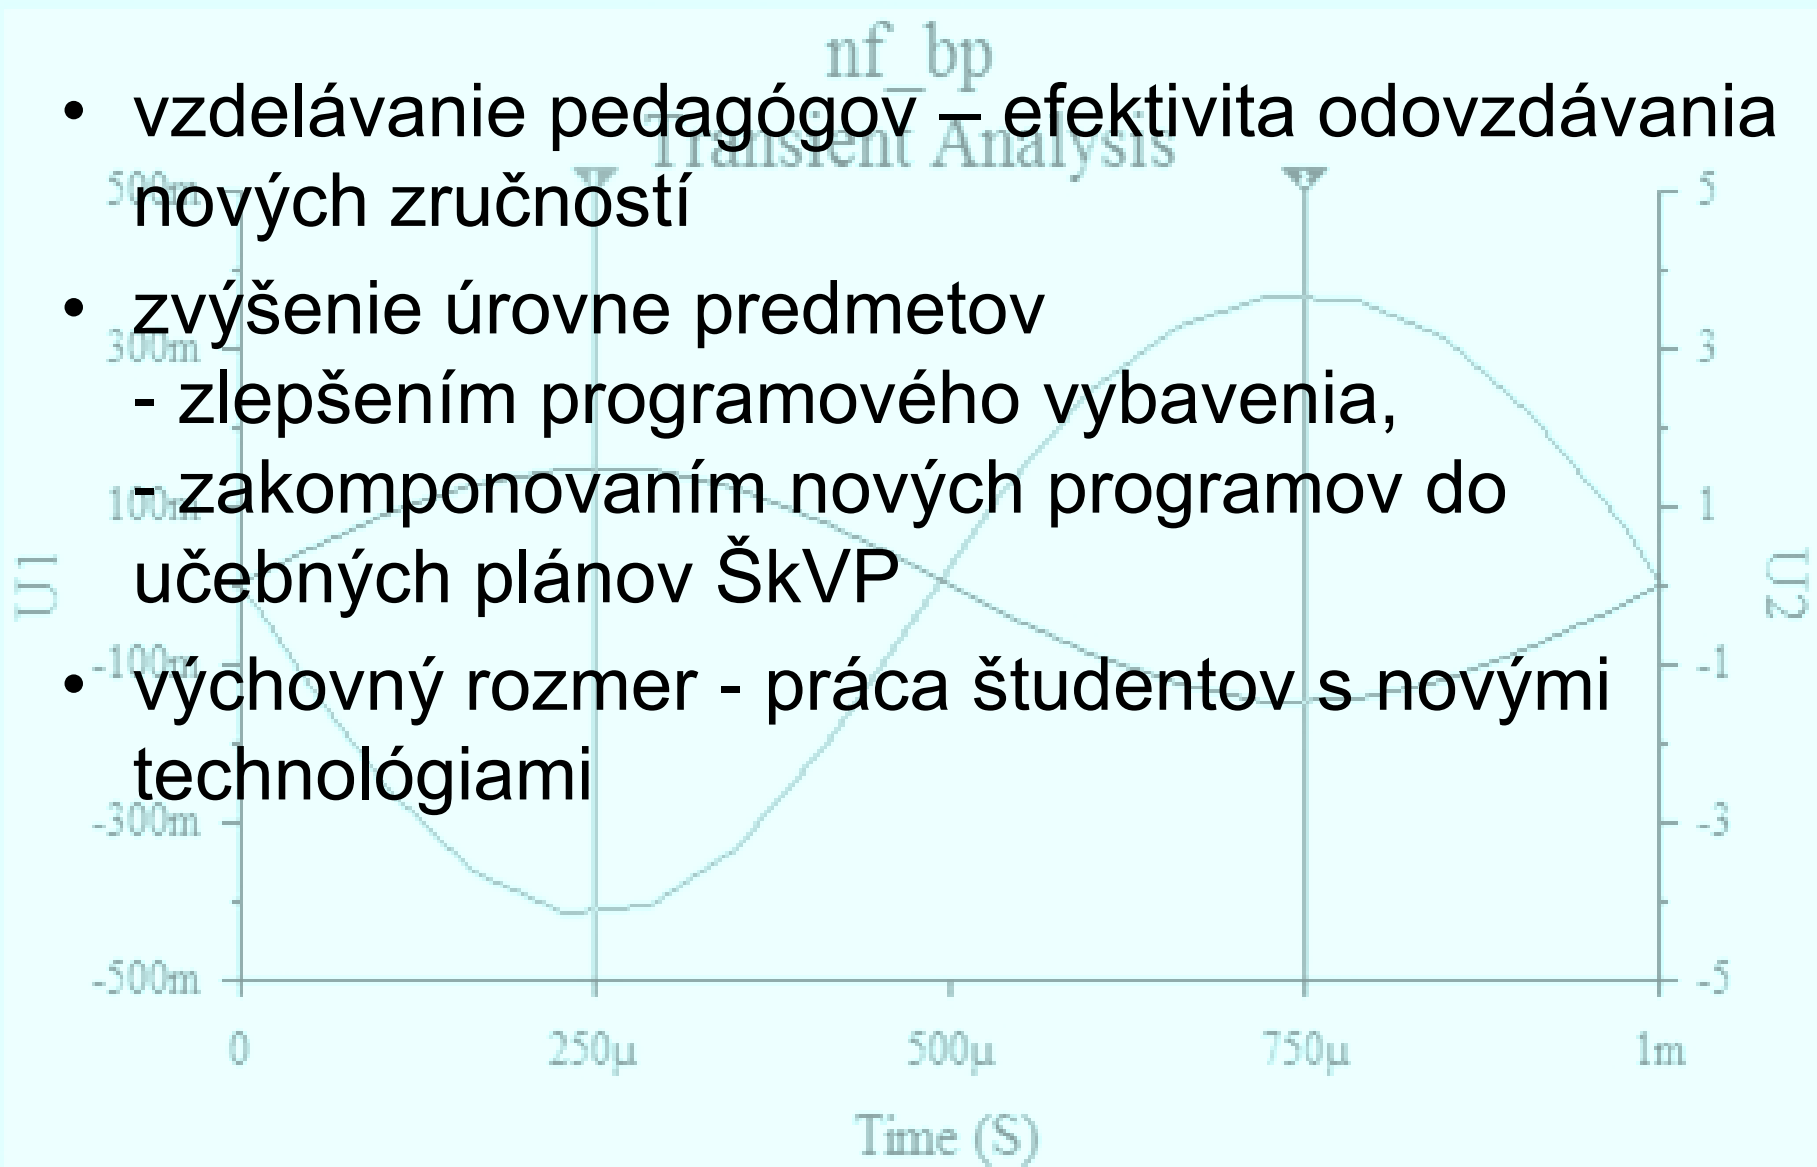 nf_bp
Transient Analysis
• vzdelávanie pedagógov – efektivita odovzdávania
nových zručností
• zvýšenie úrovne predmetov
- zlepšením programového vybavenia,
- zakomponovaním nových programov do
učebných plánov ŠkVP
• výchovný rozmer - práca študentov s novými
technológiami
500m
300m
100m
-100m
-300m
-500m
U1
5
3
1
-1
-3
-5
U2
0 250µ 500µ 750µ 1m
Time (S)